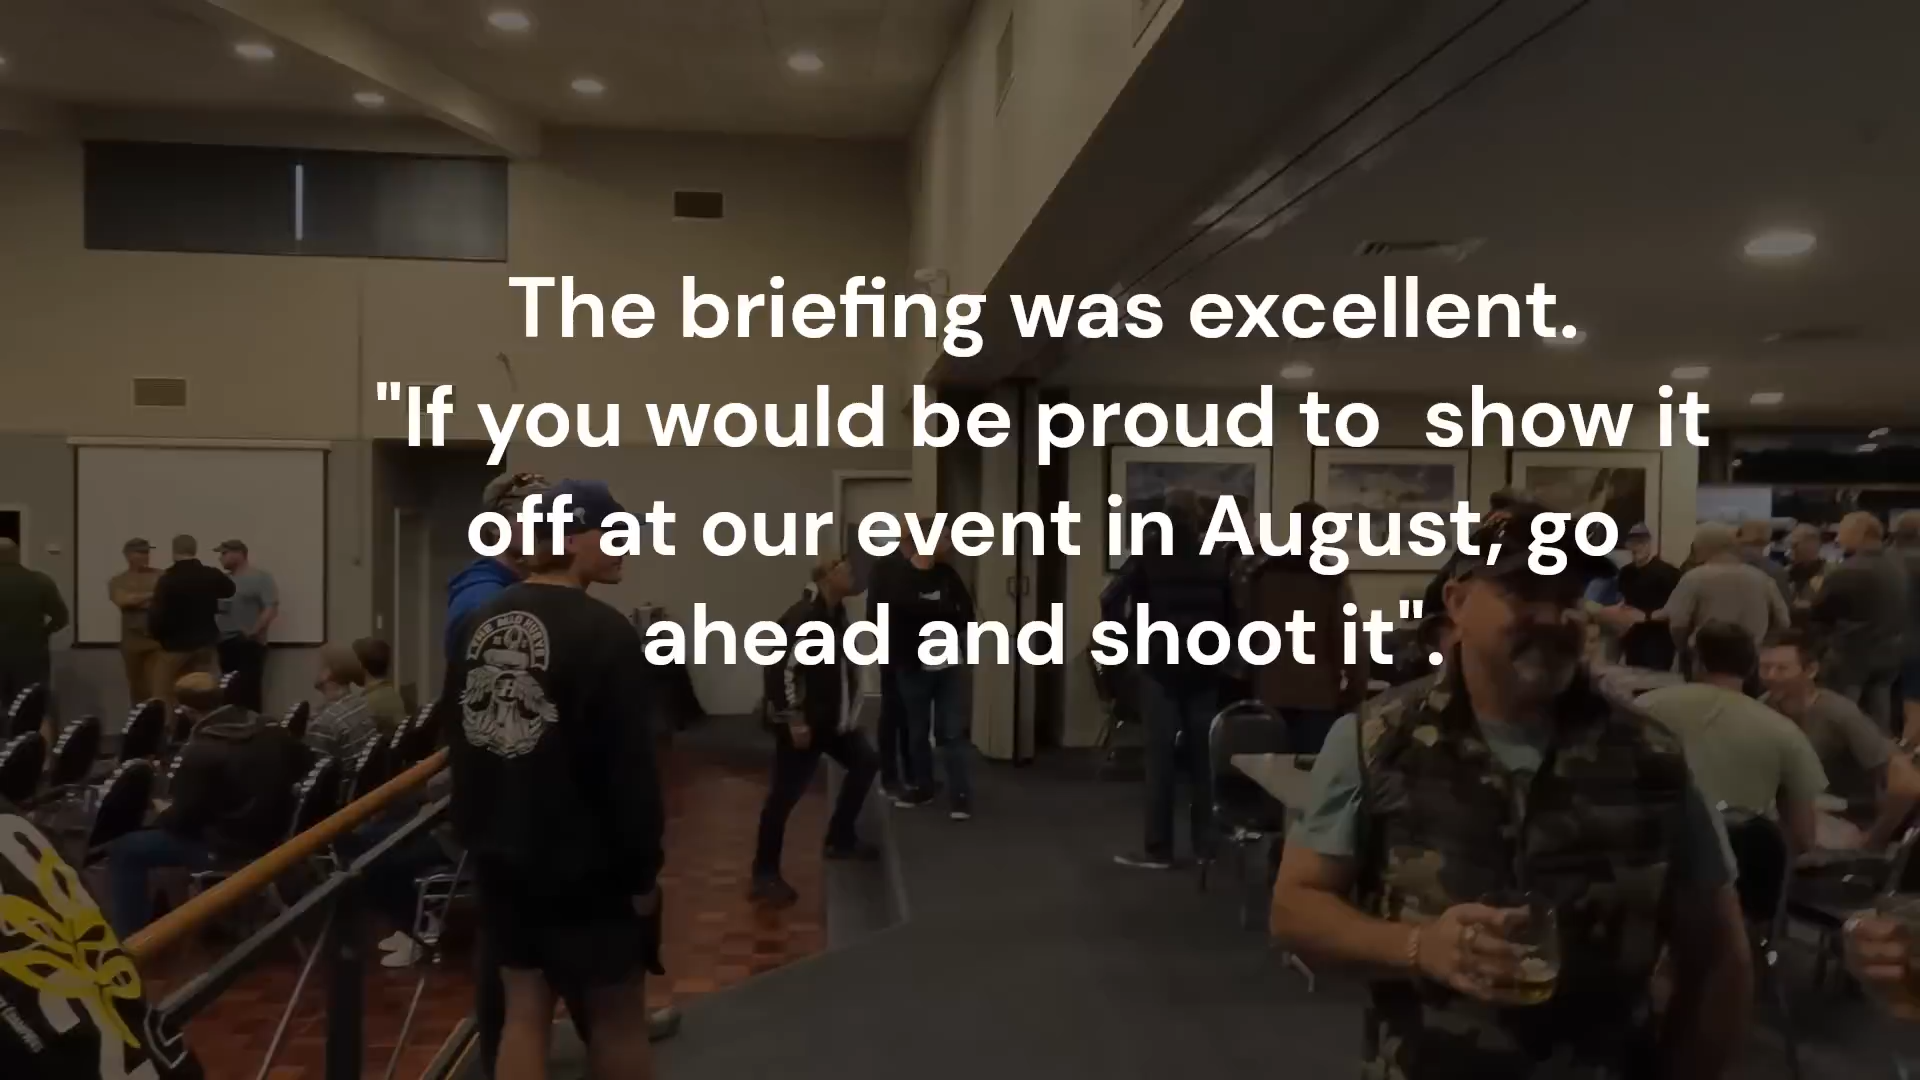 The briefing was excellent.
"If you would be proud to  show it
off at our event in August, go
ahead and shoot it".